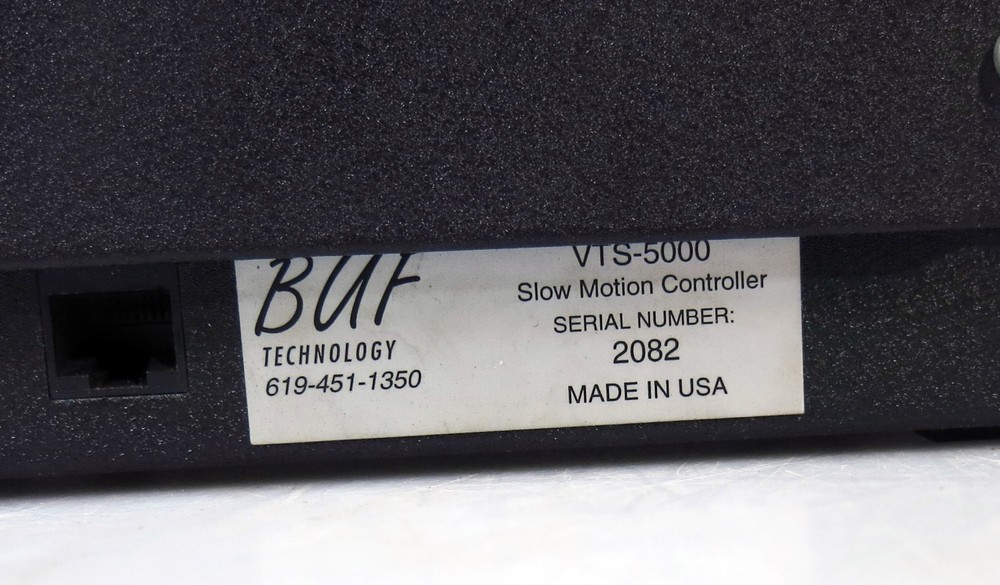 BUF
TECHNOLOGY
619-451-1350
VTS-5000
Slow Motion Controller
SERIAL NUMBER:
2082
MADE IN USA